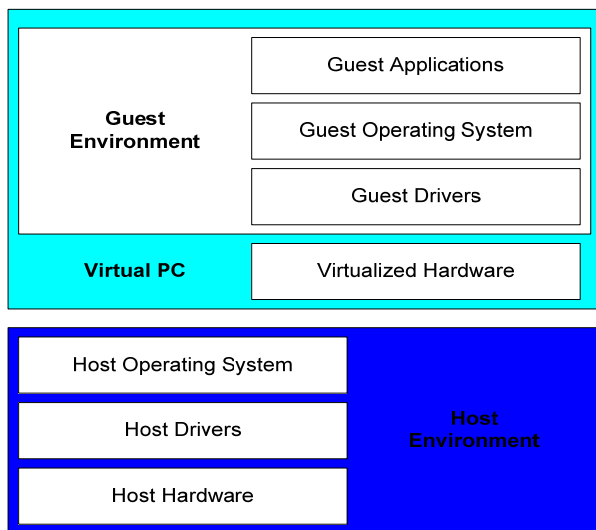 Guest Applications
Guest
Environment
Guest Operating System
Guest Drivers
Virtual PC
Virtualized Hardware
Host Operating System
Host Drivers
Host
Environment
Host Hardware